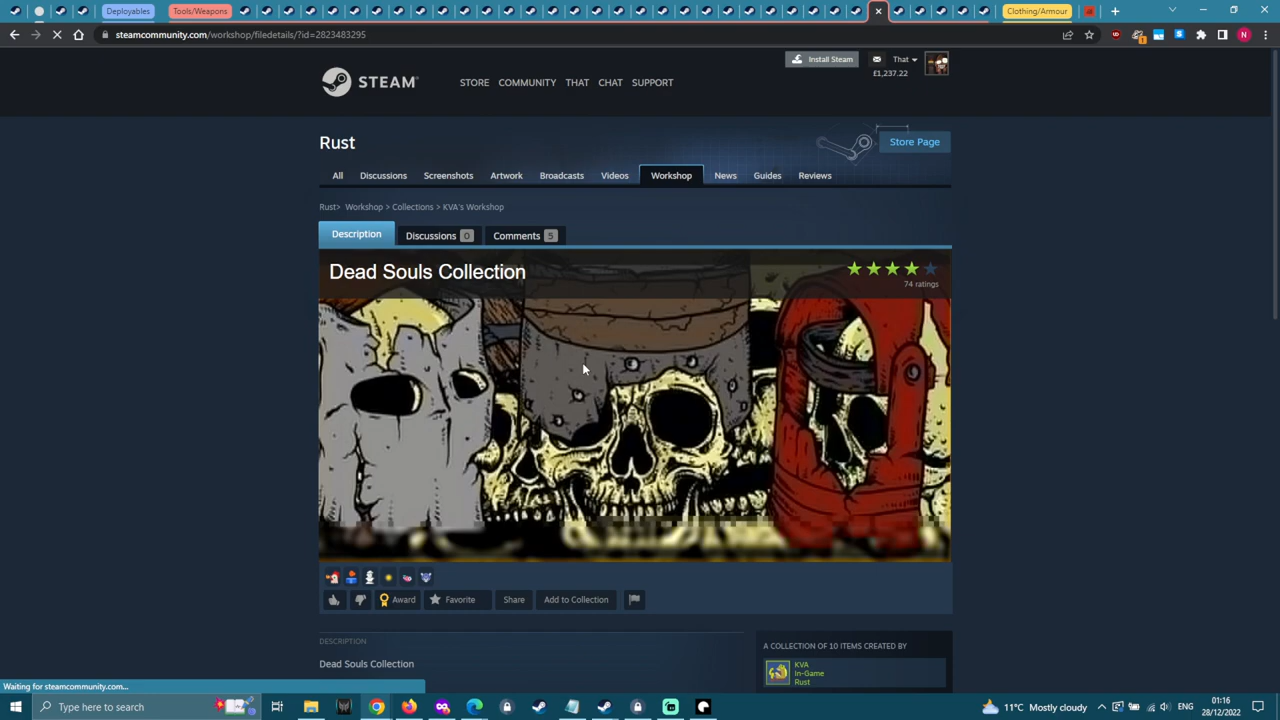 Deployables
Tools/Weapons
Clothing/Armour
steamcommunity.com/workshop/filedetails/?id=2823483295
N
Install Steam
That
£1,237.22
STEAM
STORE COMMUNITY THAT CHAT SUPPORT
Rust
Store Page
All Discussions Screenshots Artwork Broadcasts Videos Workshop News Guides Reviews
Rust> Workshop > Collections > KVA's Workshop
Description Discussions 0 Comments 5
Dead Souls Collection
74 ratings
Award Favorite Share Add to Collection
DESCRIPTION
Dead Souls Collection
A COLLECTION OF 10 ITEMS CREATED BY
KVA
In-Game
Rust
Waiting for steamcommunity.com...
Type here to search
11°C Mostly cloudy
ENG
01:16
28/12/2022